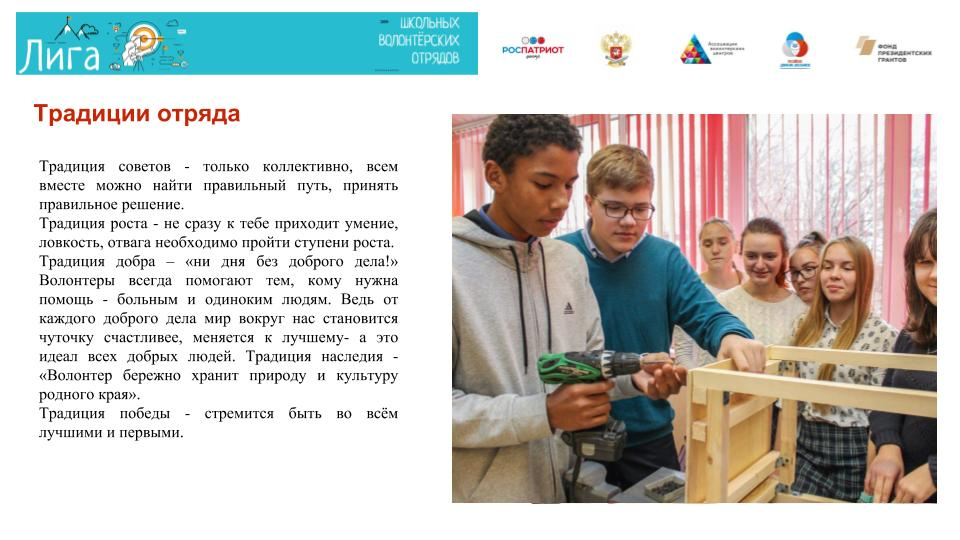 Лига
ШКОЛЬНЫХ
ВОЛОНТЁРСКИХ
ОТРЯДОВ
РОСПАТРИОТ
Ассоциация
волонтерских
центров
ФОНД
ПРЕЗИДЕНТСКИХ
ГРАНТОВ
Традиции отряда
Традиция советов - только коллективно, всем
вместе можно найти правильный путь, принять
правильное решение.
Традиция роста - не сразу к тебе приходит умение,
ловкость, отвага необходимо пройти ступени роста.
Традиция добра – «ни дня без доброго дела!»
Волонтеры всегда помогают тем, кому нужна
помощь - больным и одиноким людям. Ведь от
каждого доброго дела мир вокруг нас становится
чуточку счастливее, меняется к лучшему- а это
идеал всех добрых людей. Традиция наследия -
«Волонтер бережно хранит природу и культуру
родного края».
Традиция победы - стремится быть во всём
лучшими и первыми.